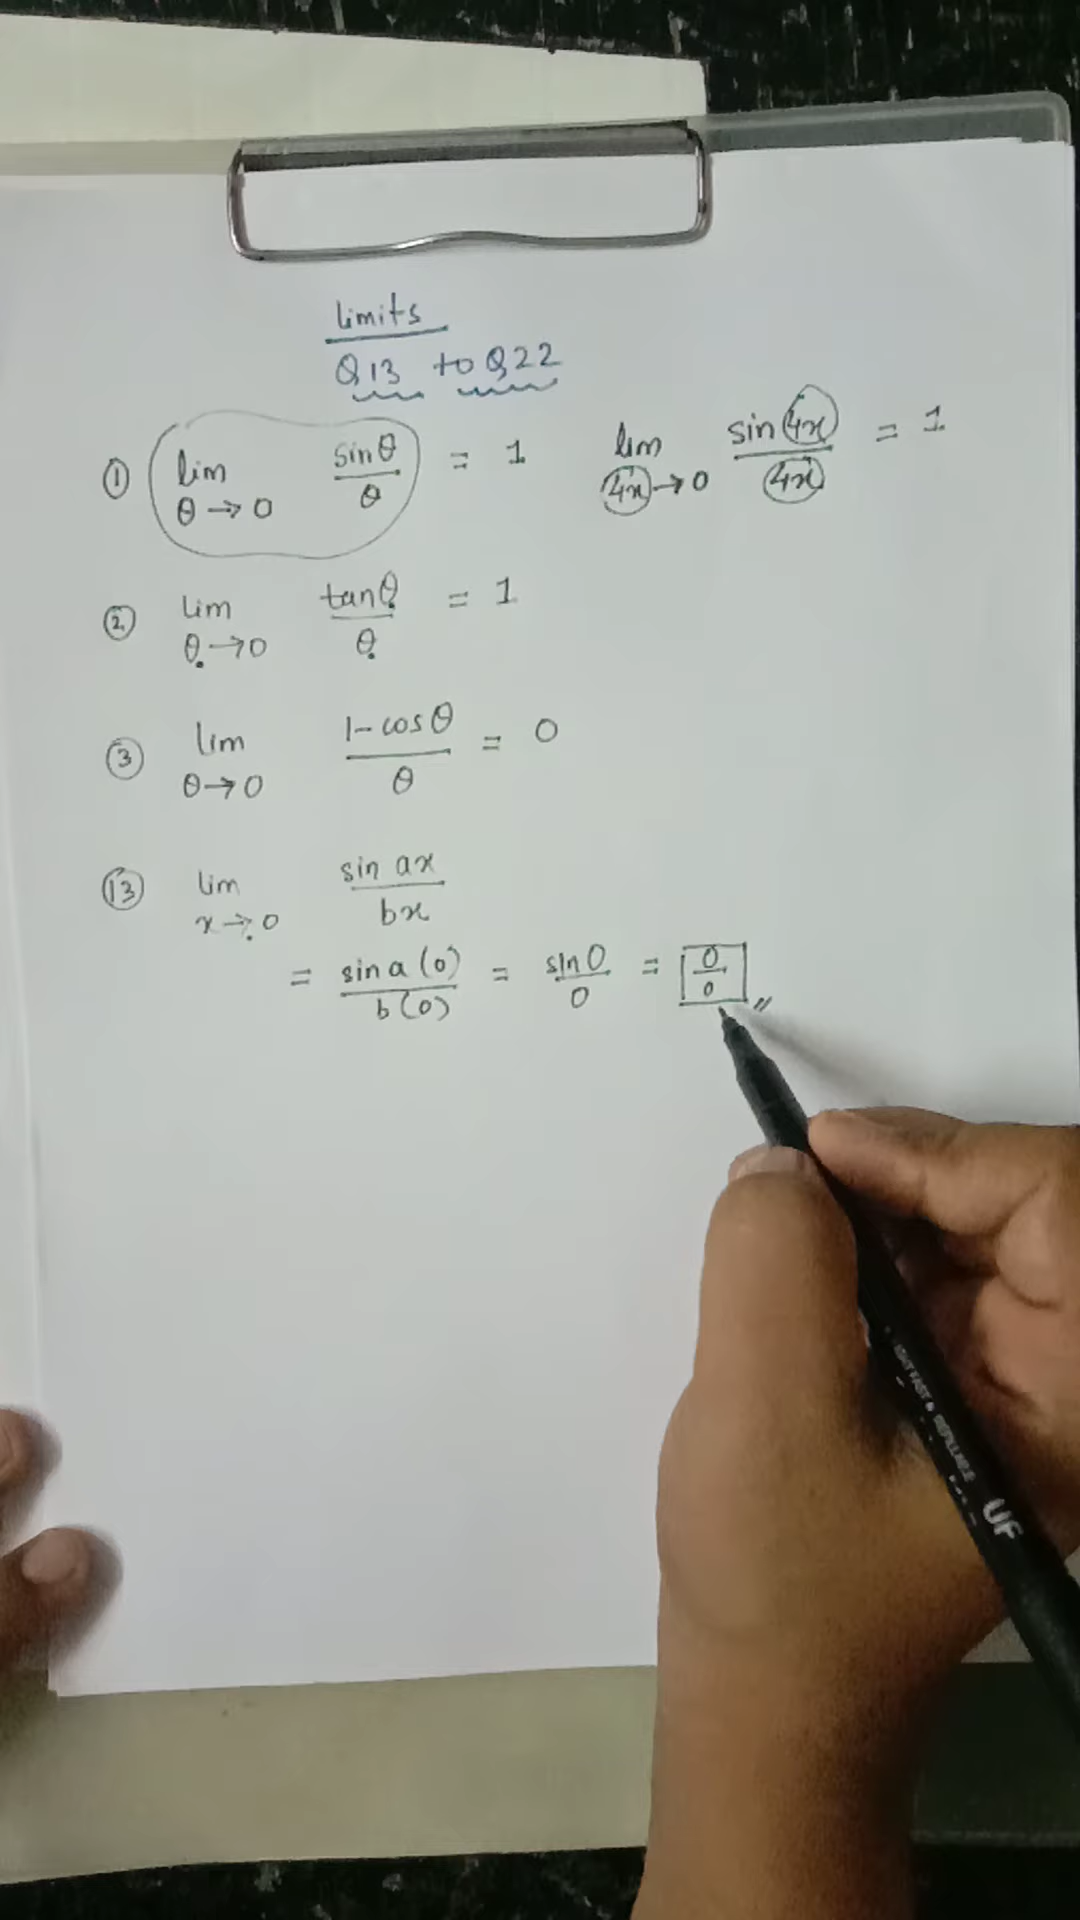 Limits
Q13 to Q22
① lim θ→0 sinθ/θ = 1 lim 4x→0 sin(4x)/(4x) = 1
② lim θ→0 tanθ/θ = 1
③ lim θ→0 1-cosθ/θ = 0
⑬ lim x→0 sin ax/bx
= sin a(0)/b(0) = sin0/0 = 0/0
UF